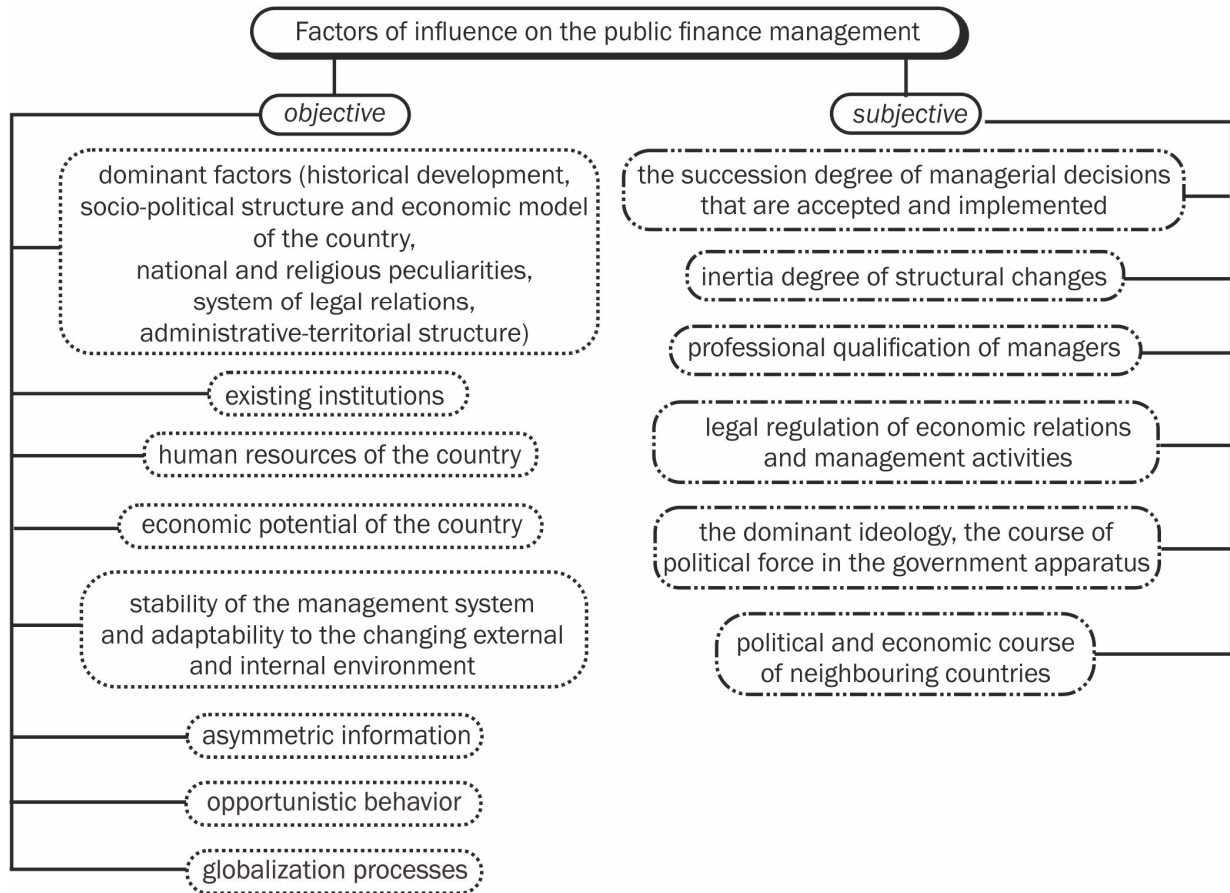 Factors of influence on the public finance management
objective
dominant factors (historical development,
socio-political structure and economic model
of the country,
national and religious peculiarities,
system of legal relations,
administrative-territorial structure)
existing institutions
human resources of the country
economic potential of the country
stability of the management system
and adaptability to the changing external
and internal environment
asymmetric information
opportunistic behavior
globalization processes
subjective
the succession degree of managerial decisions
that are accepted and implemented
inertia degree of structural changes
professional qualification of managers
legal regulation of economic relations
and management activities
the dominant ideology, the course of
political force in the government apparatus
political and economic course
of neighbouring countries